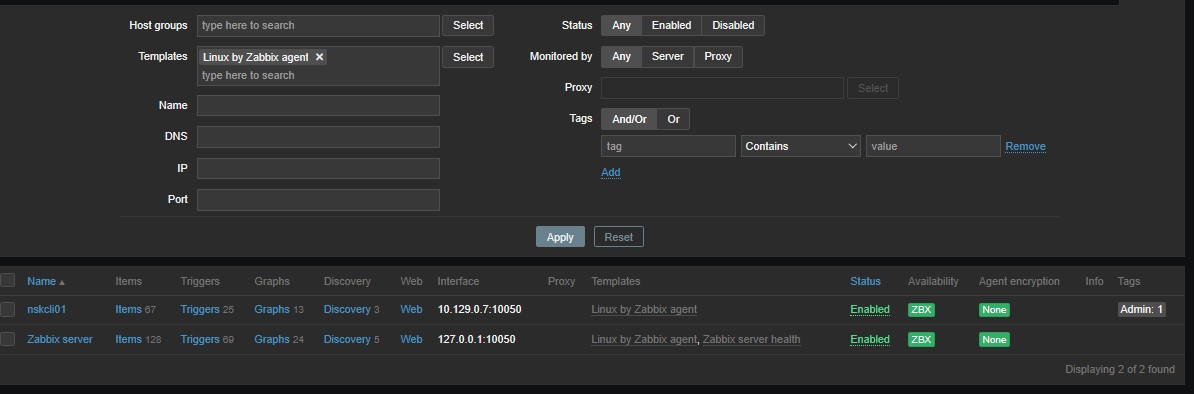 Host groups type here to search Select Status Any Enabled Disabled
Templates Linux by Zabbix agent × Select Monitored by Any Server Proxy
type here to search
Proxy Select
Name
Tags And/Or Or
DNS tag Contains value Remove
IP Add
Port
Apply Reset
Name Items Triggers Graphs Discovery Web Interface Proxy Templates Status Availability Agent encryption Info Tags
nskcli01 Items 67 Triggers 25 Graphs 13 Discovery 3 Web 10.129.0.7:10050 Linux by Zabbix agent Enabled ZBX None Admin: 1
Zabbix server Items 128 Triggers 69 Graphs 24 Discovery 5 Web 127.0.0.1:10050 Linux by Zabbix agent, Zabbix server health Enabled ZBX None
Displaying 2 of 2 found